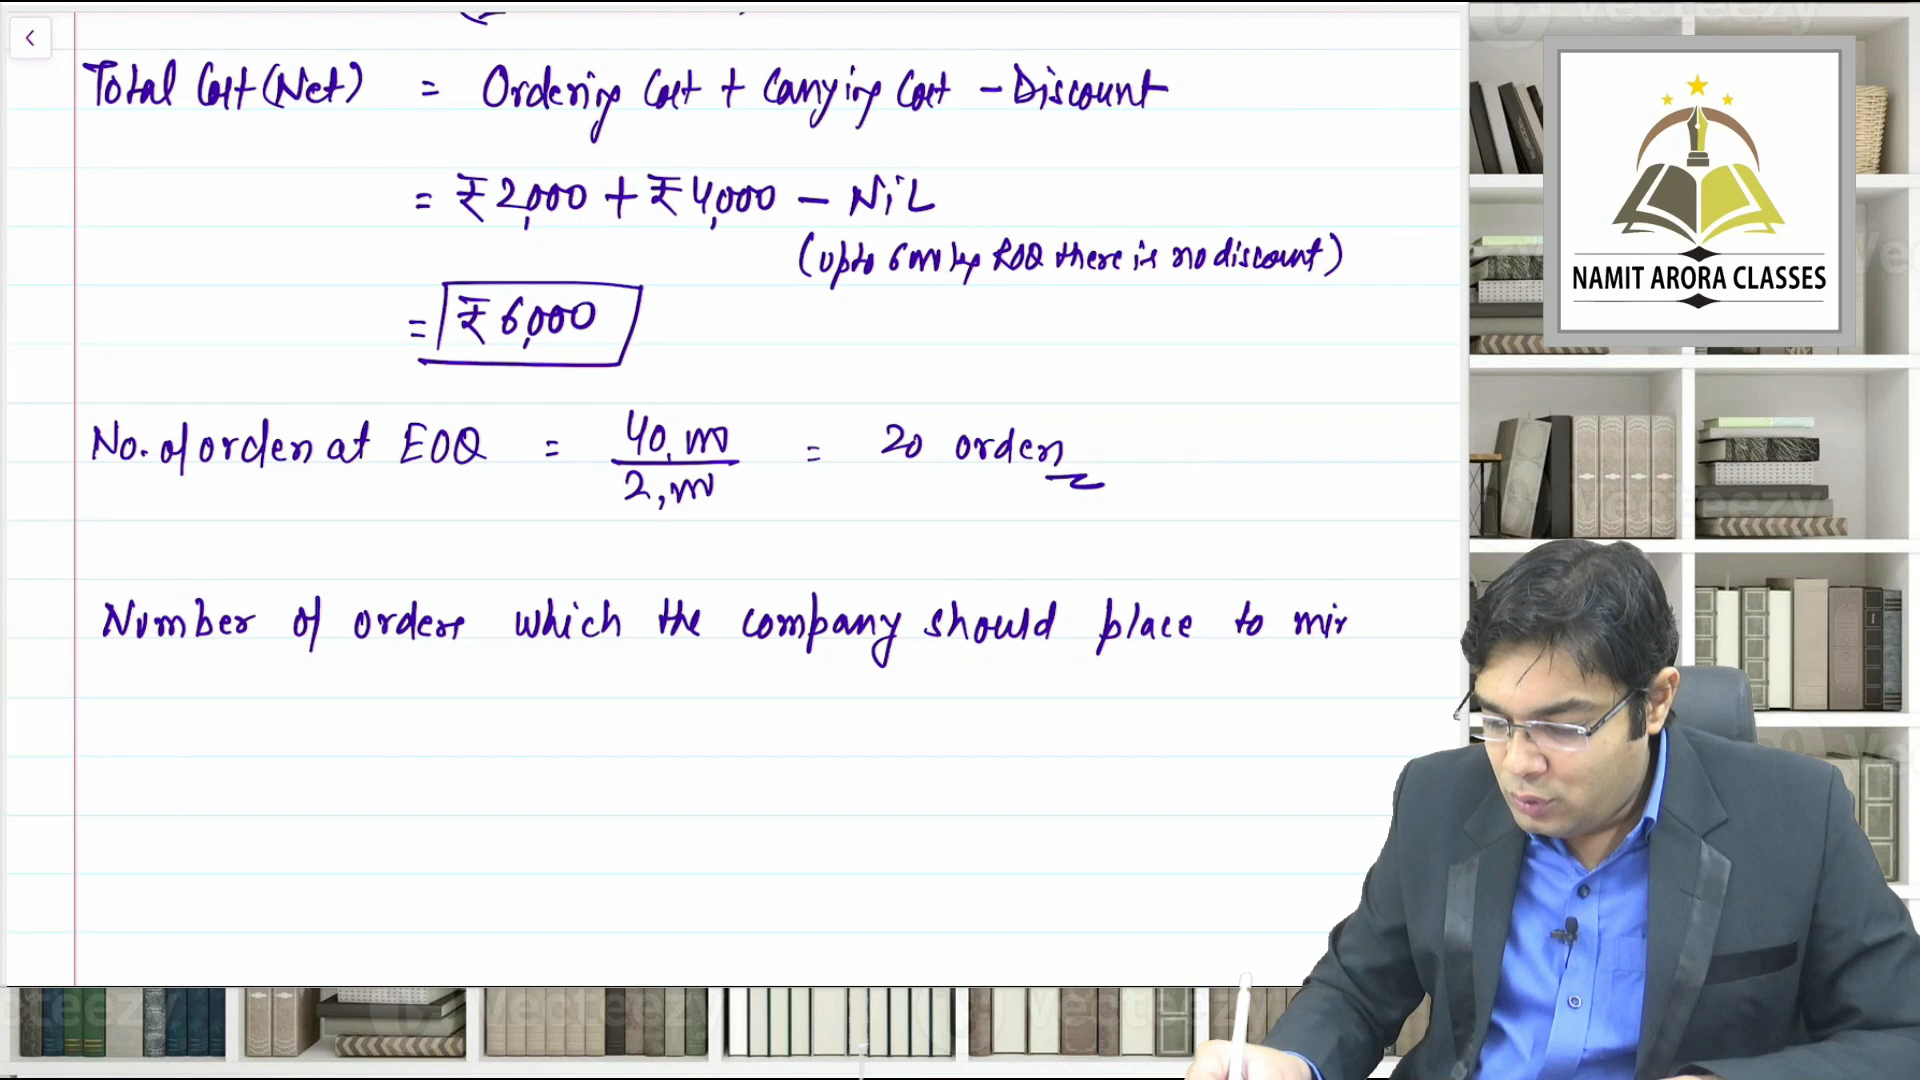 Total Cost (Net) = Ordering Cost + Carrying Cost - Discount
= ₹2,000 + ₹4,000 - NiL
(upto 6000 kg EOQ there is no discount)
= ₹6,000
No. of orders at EOQ = 40,000 / 2,000 = 20 orders
Number of orders which the company should place to min
NAMIT ARORA CLASSES
Vecteezy